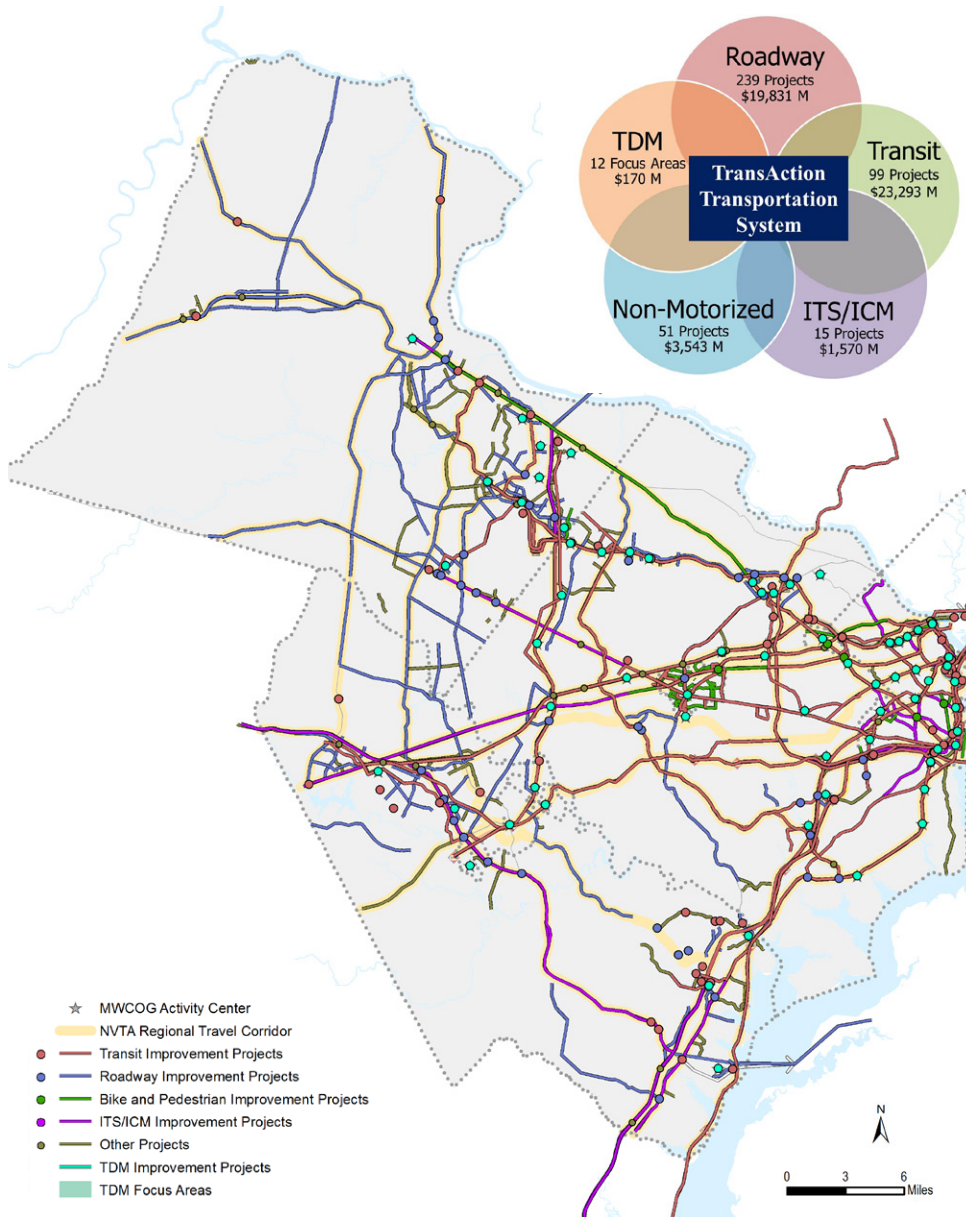 Roadway
239 Projects
$19,831 M
TDM
12 Focus Areas
$170 M
Transit
99 Projects
$23,293 M
TransAction
Transportation
System
Non-Motorized
51 Projects
$3,543 M
ITS/ICM
15 Projects
$1,570 M
MWCOG Activity Center
NVTA Regional Travel Corridor
Transit Improvement Projects
Roadway Improvement Projects
Bike and Pedestrian Improvement Projects
ITS/ICM Improvement Projects
Other Projects
TDM Improvement Projects
TDM Focus Areas
N
0 3 6
Miles